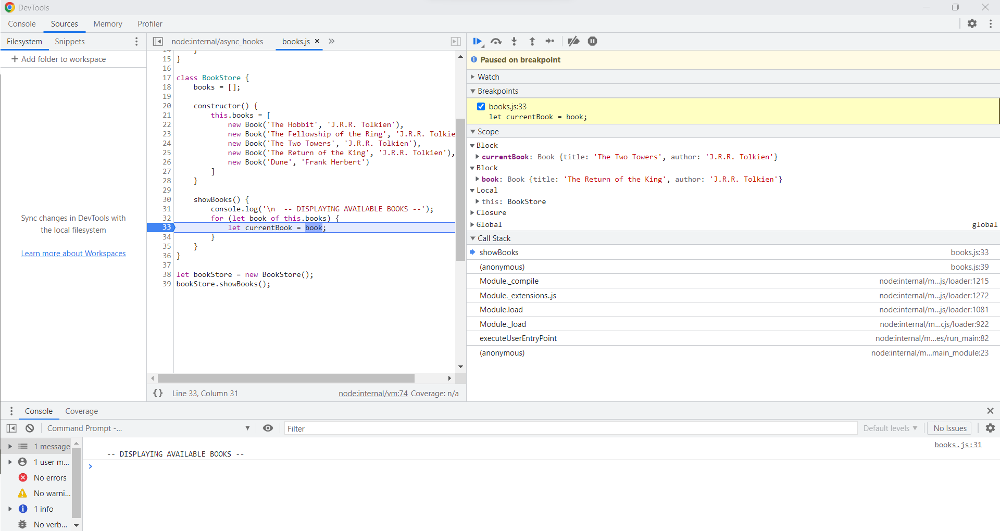 DevTools
Console Sources Memory Profiler
Filesystem Snippets
node:internal/async_hooks books.js
Add folder to workspace
Sync changes in DevTools with
the local filesystem
Learn more about Workspaces
14 }
15 }
16
17 class BookStore {
18 books = [];
19
20 constructor() {
21 this.books = [
22 new Book('The Hobbit', 'J.R.R. Tolkien'),
23 new Book('The Fellowship of the Ring', 'J.R.R. Tolkie
24 new Book('The Two Towers', 'J.R.R. Tolkien'),
25 new Book('The Return of the King', 'J.R.R. Tolkien'),
26 new Book('Dune', 'Frank Herbert')
27 ]
28 }
29
30 showBooks() {
31 console.log('\n  -- DISPLAYING AVAILABLE BOOKS --');
32 for (let book of this.books) {
33 let currentBook = book;
34 }
35 }
36 }
37
38 let bookStore = new BookStore();
39 bookStore.showBooks();
{} Line 33, Column 31 node:internal/vm:74 Coverage: n/a
Paused on breakpoint
Watch
Breakpoints
books.js:33
let currentBook = book;
Scope
Block
currentBook: Book {title: 'The Two Towers', author: 'J.R.R. Tolkien'}
Block
book: Book {title: 'The Return of the King', author: 'J.R.R. Tolkien'}
Local
this: BookStore
Closure
Global global
Call Stack
showBooks books.js:33
(anonymous) books.js:39
Module._compile node:internal/m...js/loader:1215
Module._extensions..js node:internal/m...js/loader:1272
Module.load node:internal/m...js/loader:1081
Module._load node:internal/m...cjs/loader:922
executeUserEntryPoint node:internal/m...es/run_main:82
(anonymous) node:internal/m...main_module:23
Console Coverage
Command Prompt -... Filter Default levels No Issues
1 message
1 user m...
No errors
No warni...
1 info
No verb...
books.js:31
-- DISPLAYING AVAILABLE BOOKS --
>